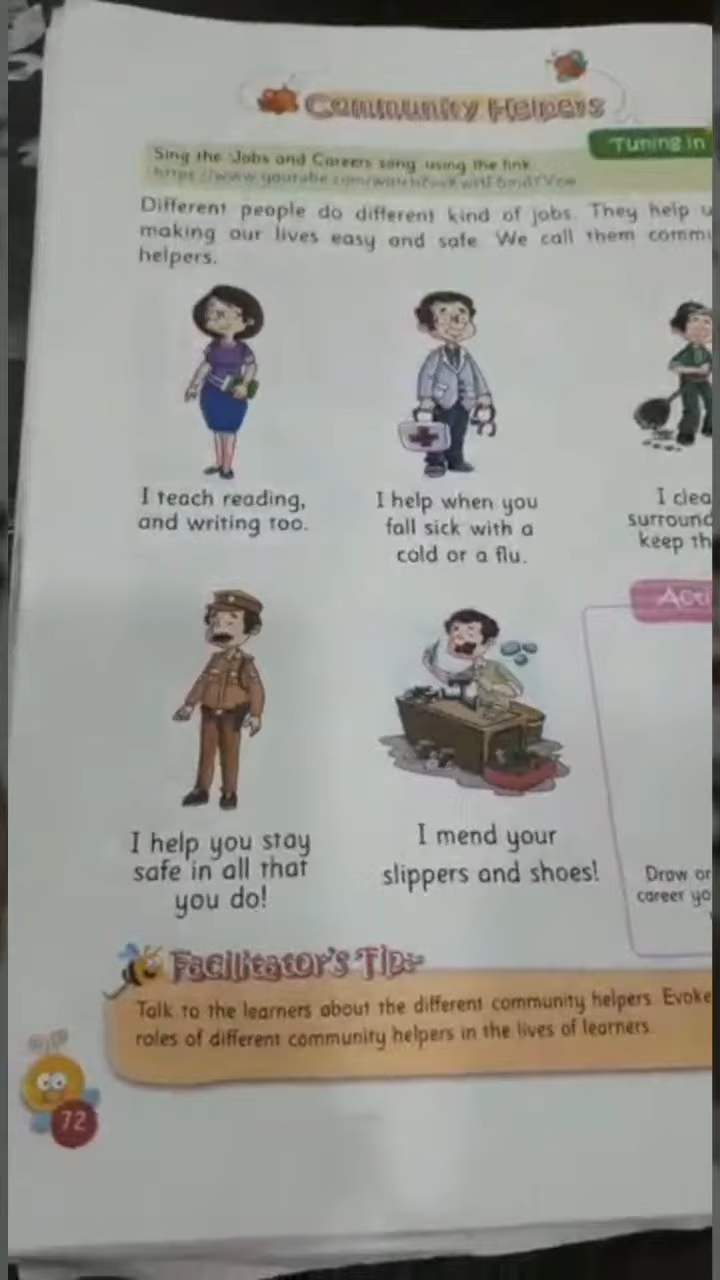 Community Helpers
Tuning In
Sing the Jobs and Careers song using the link
Different people do different kind of jobs. They help u
making our lives easy and safe. We call them commu
helpers.
I teach reading,
and writing too.
I help when you
fall sick with a
cold or a flu.
I clea
surround
keep th
I help you stay
safe in all that
you do!
I mend your
slippers and shoes!
Acti
Draw or
career yo
Facilitator's Tip
Talk to the learners about the different community helpers. Evoke
roles of different community helpers in the lives of learners.
72